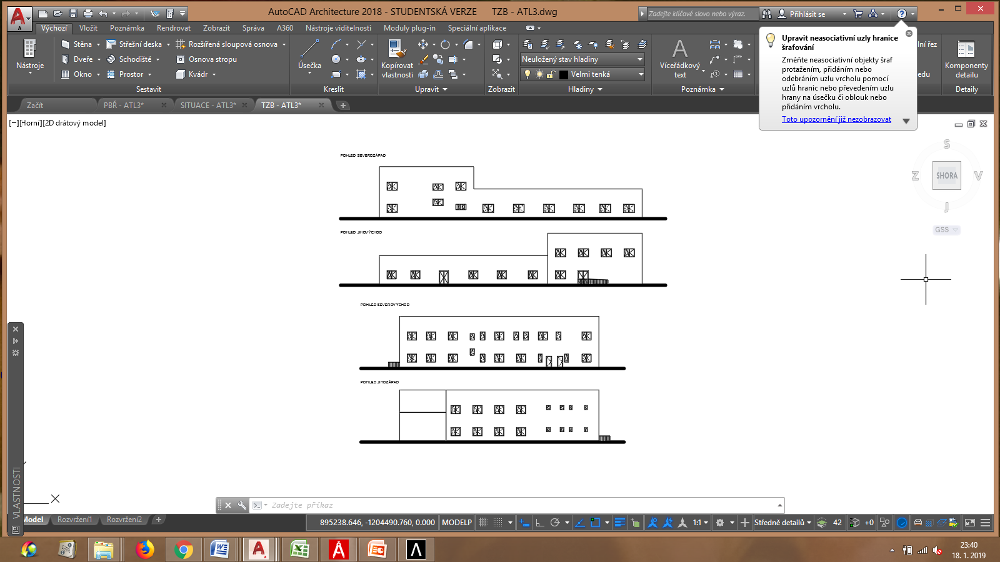 AutoCAD Architecture 2018 - STUDENTSKÁ VERZE TZB - ATL3.dwg
Zadejte klíčové slovo nebo výraz.
Přihlásit se
Výchozí Vložit Poznámka Rendrovat Zobrazit Správa A360 Nástroje viditelnosti Moduly plug-in Speciální aplikace
Nástroje
Stěna Střešní deska Rozšířená sloupová osnova
Dveře Schodiště Osnova stropu
Okno Prostor Kvádr
Sestavit
Úsečka
Kreslit
Kopírovat
vlastnosti
Upravit
Zobrazit
Neuložený stav hladiny
Velmi tenká
Hladiny
Víceřádkový
text
Poznámka
lní řez
edu
Komponenty
detailu
Detaily
Upravit neasociativní uzly hranice
šrafování
Změňte neasociativní objekty šraf
protažením, přidáním nebo
odebráním uzlu vrcholu pomocí
uzlů hranic nebo převedením uzlu
hrany na úsečku či oblouk nebo
přidáním vrcholu.
Toto upozornění již nezobrazovat
Začít PBŘ - ATL3* SITUACE - ATL3* TZB - ATL3*
[−][Horní][2D drátový model]
S
Z SHORA V
J
GSS
POHLED SEVEROZÁPAD
POHLED JIHOVÝCHOD
POHLED SEVEROVÝCHOD
POHLED JIHOZÁPAD
VLASTNOSTI
Zadejte příkaz
Model Rozvržení1 Rozvržení2
895238.646, -1204490.760, 0.000 MODELP 1:1 Středně detailů 42 +0
23:40
18. 1. 2019